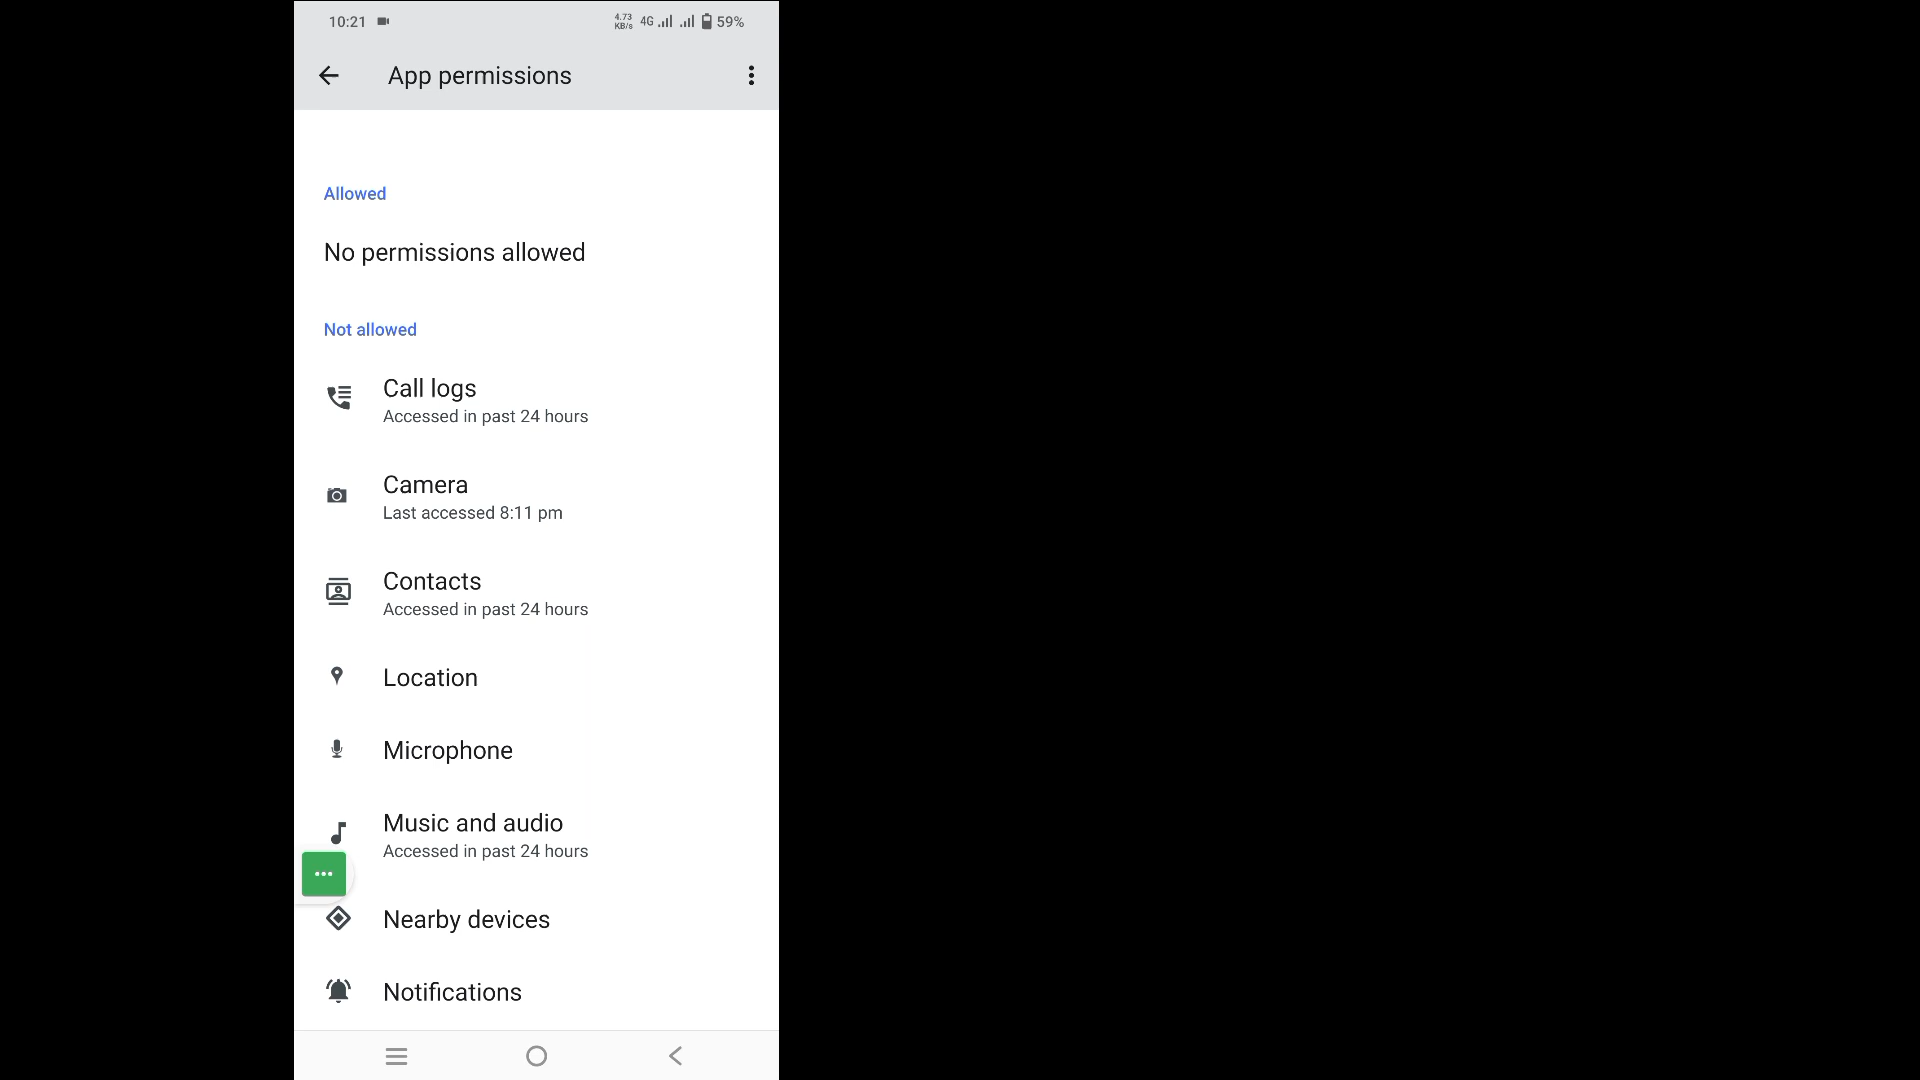 10:21 4.73 KB/s 4G 59%
App permissions
Allowed
No permissions allowed
Not allowed
Call logs
Accessed in past 24 hours
Camera
Last accessed 8:11 pm
Contacts
Accessed in past 24 hours
Location
Microphone
Music and audio
Accessed in past 24 hours
Nearby devices
Notifications